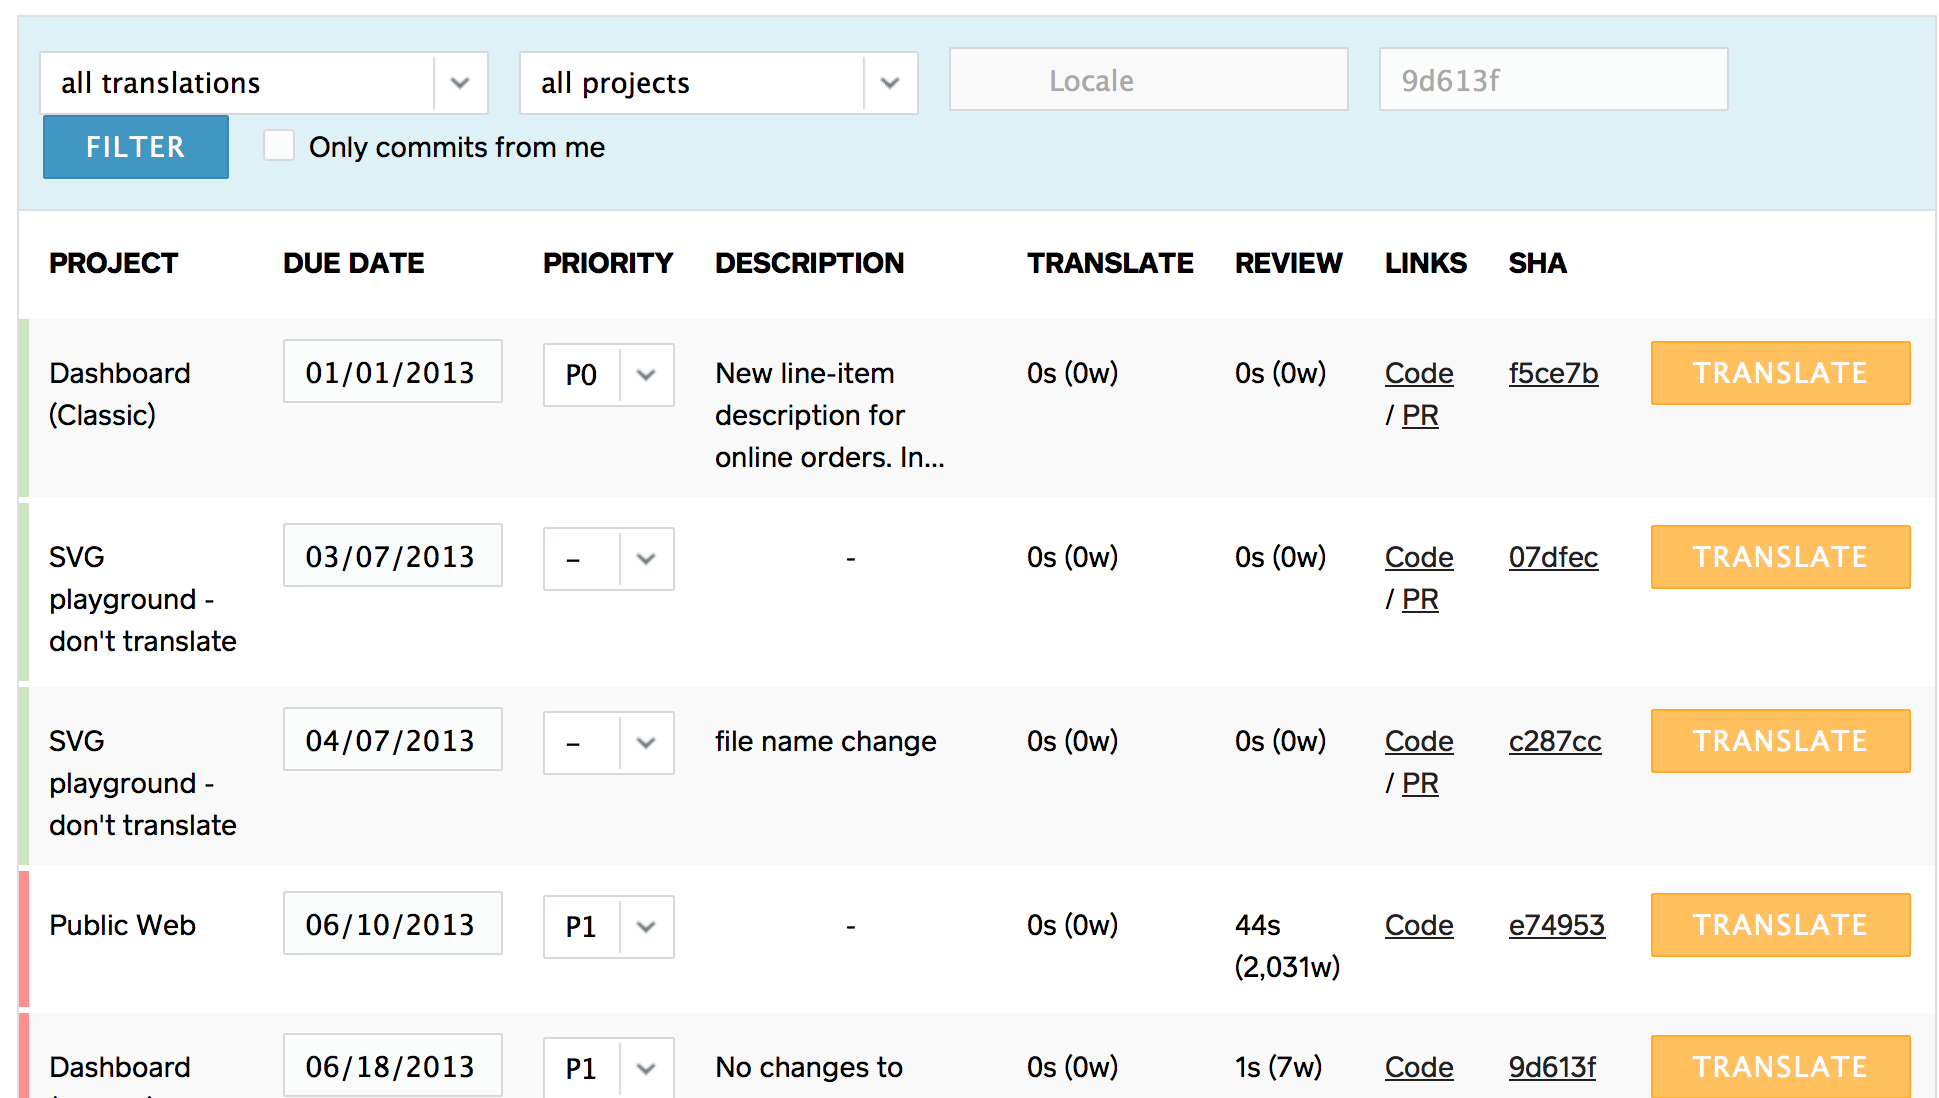 all translations all projects Locale 9d613f
FILTER Only commits from me
PROJECT DUE DATE PRIORITY DESCRIPTION TRANSLATE REVIEW LINKS SHA
Dashboard 01/01/2013 P0 New line-item 0s (0w) 0s (0w) Code f5ce7b TRANSLATE
(Classic) description for / PR
online orders. In...
SVG 03/07/2013 – - 0s (0w) 0s (0w) Code 07dfec TRANSLATE
playground - / PR
don't translate
SVG 04/07/2013 – file name change 0s (0w) 0s (0w) Code c287cc TRANSLATE
playground - / PR
don't translate
Public Web 06/10/2013 P1 - 0s (0w) 44s Code e74953 TRANSLATE
(2,031w)
Dashboard 06/18/2013 P1 No changes to 0s (0w) 1s (7w) Code 9d613f TRANSLATE